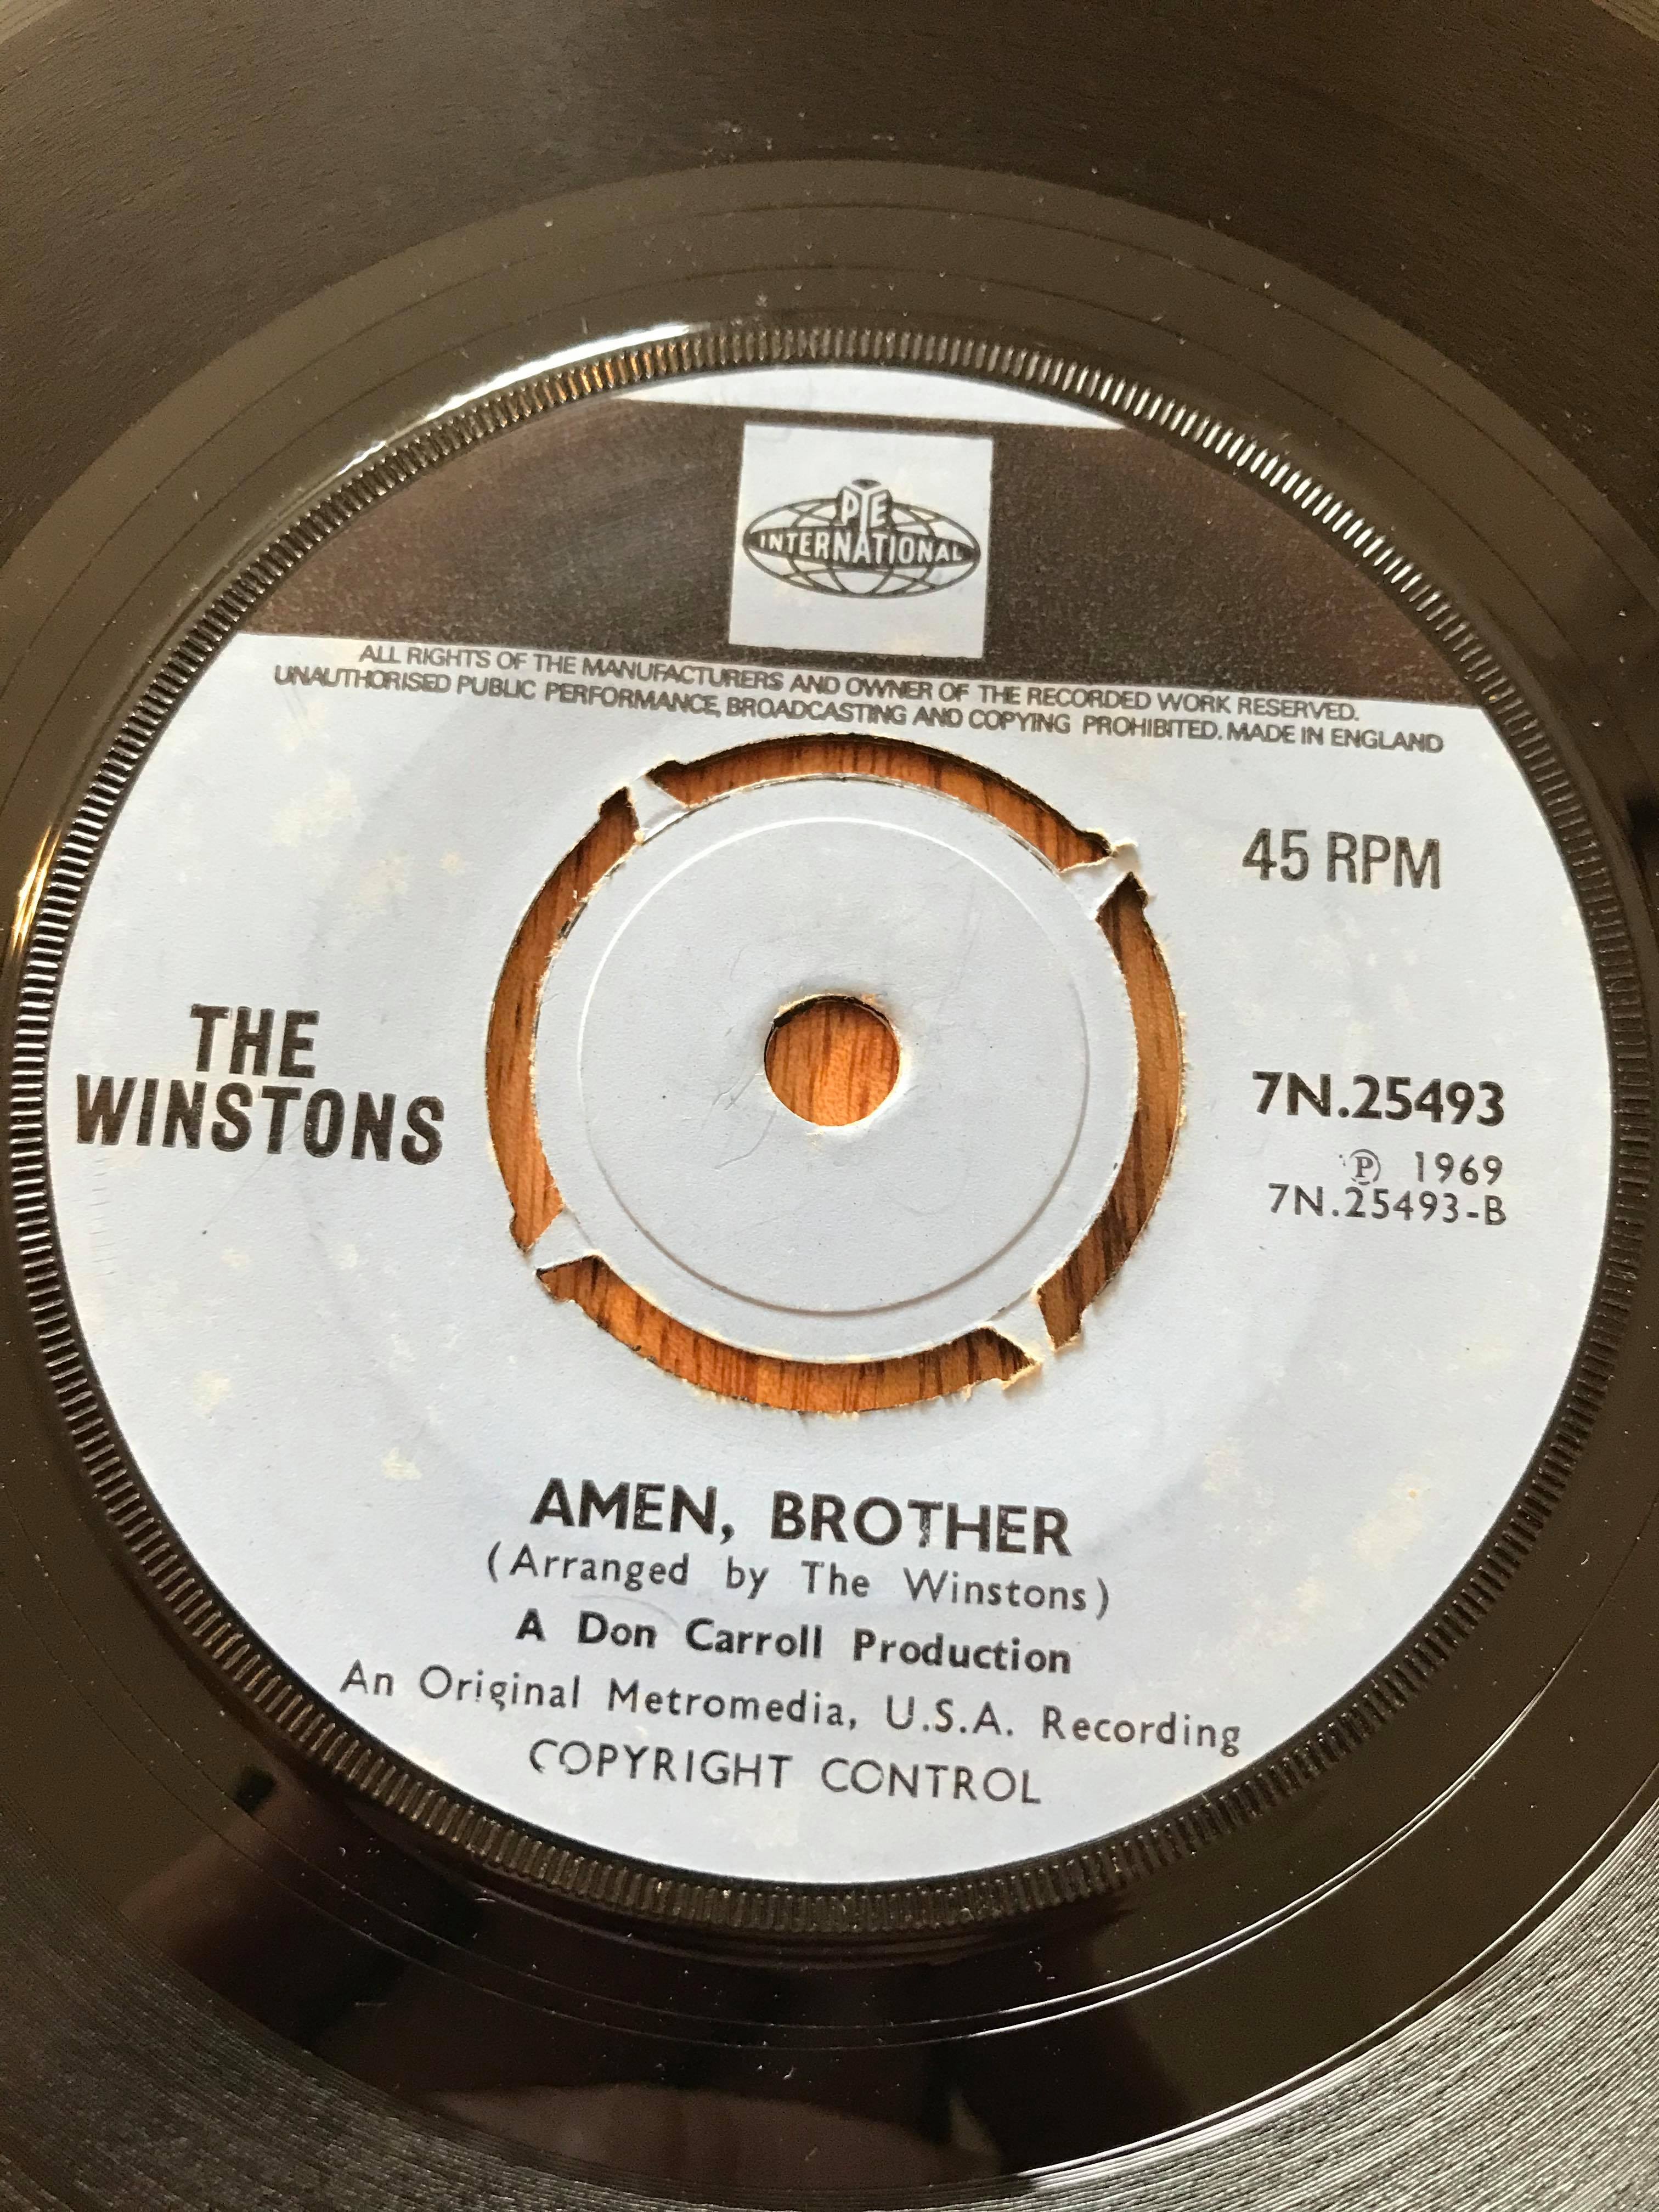 PYE
INTERNATIONAL
ALL RIGHTS OF THE MANUFACTURERS AND OWNER OF THE RECORDED WORK RESERVED.
UNAUTHORISED PUBLIC PERFORMANCE, BROADCASTING AND COPYING PROHIBITED. MADE IN ENGLAND
45 RPM
THE
WINSTONS
7N.25493
Ⓟ 1969
7N.25493-B
AMEN, BROTHER
(Arranged by The Winstons)
A Don Carroll Production
An Original Metromedia, U.S.A. Recording
COPYRIGHT CONTROL